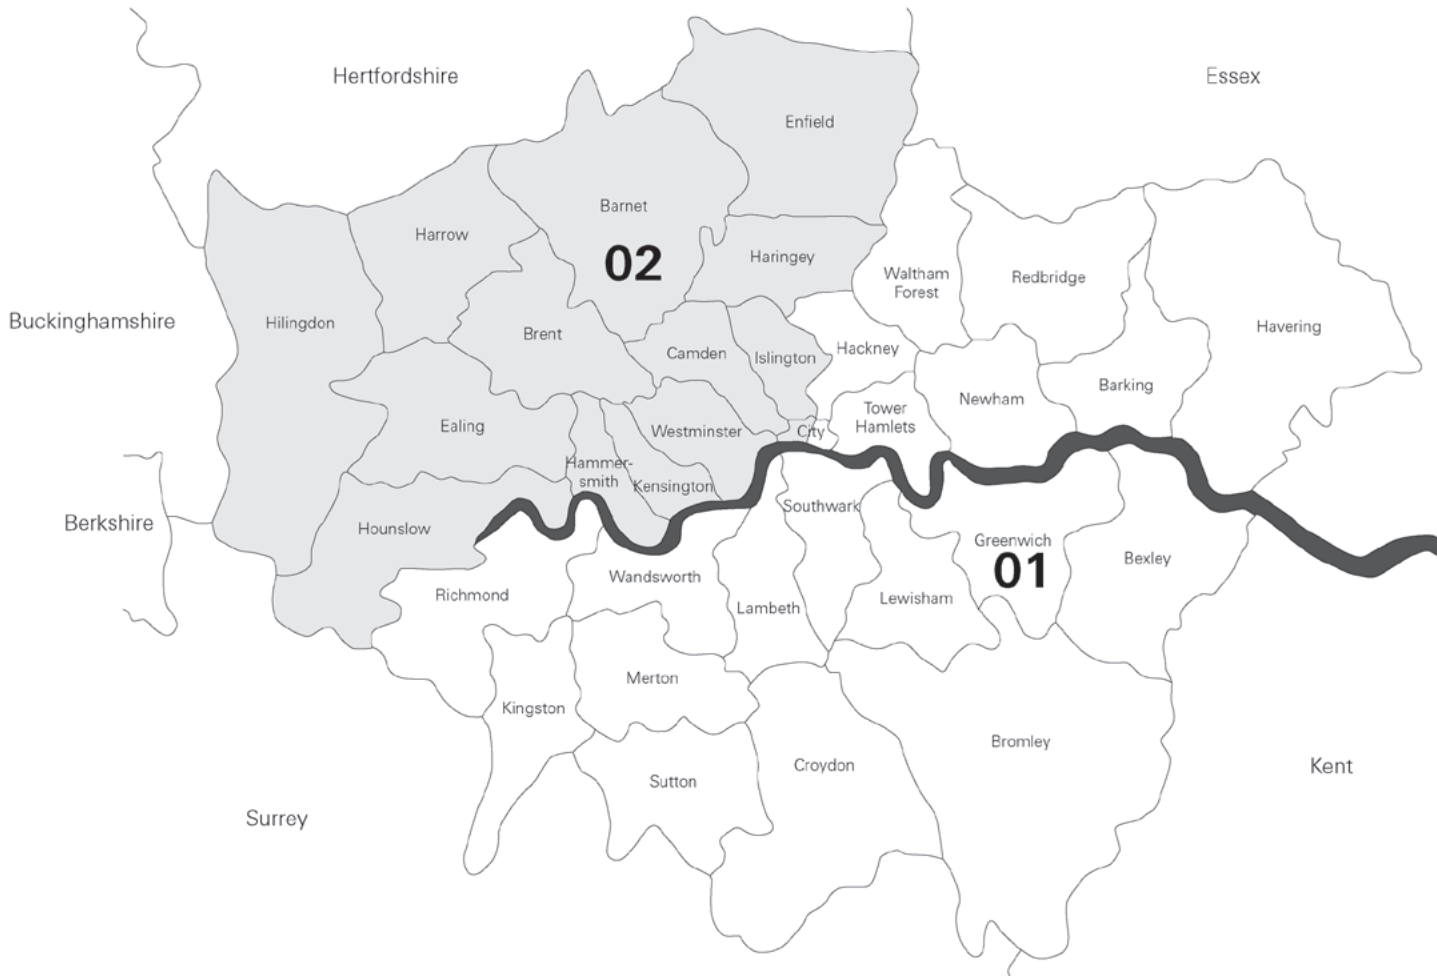 Hertfordshire
Essex
Enfield
Barnet
Harrow
02
Haringey
Waltham
Forest
Redbridge
Buckinghamshire
Hilingdon
Brent
Camden
Islington
Hackney
Havering
Barking
Newham
Ealing
Westminster
City
Tower
Hamlets
Hammer-
smith
Kensington
Southwark
Berkshire
Hounslow
Greenwich
01
Bexley
Richmond
Wandsworth
Lambeth
Lewisham
Merton
Kingston
Bromley
Sutton
Croydon
Kent
Surrey